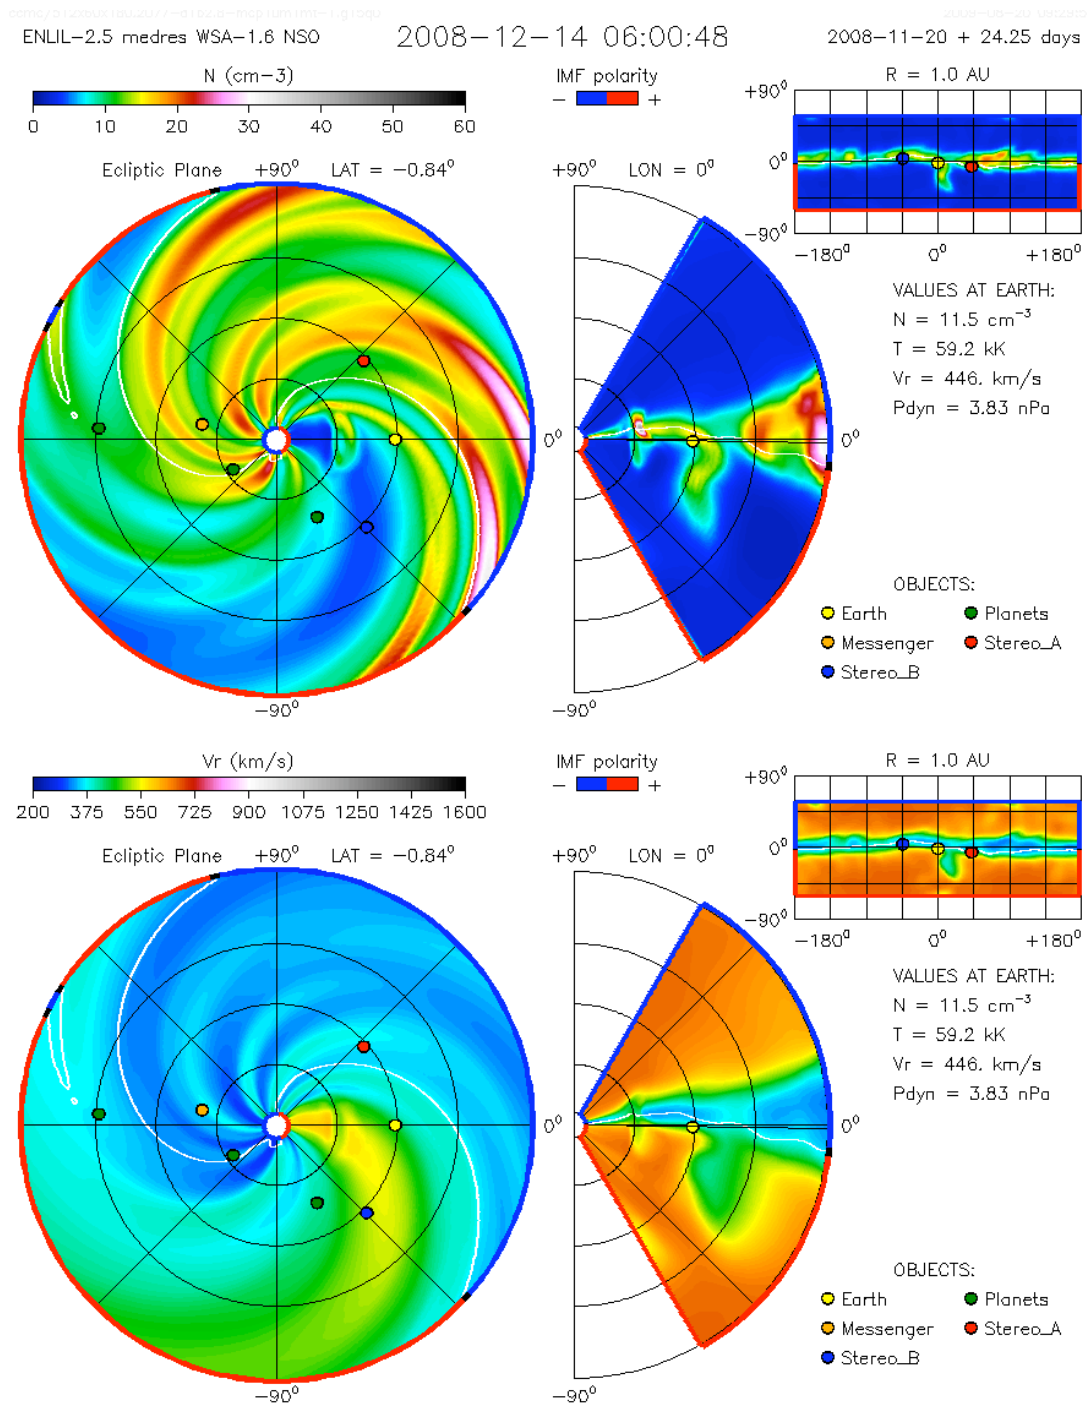 ENLIL-2.5 medres WSA-1.6 NSO 2008-12-14 06:00:48 2008-11-20 + 24.25 days
N (cm-3) IMF polarity R = 1.0 AU
- +
0 10 20 30 40 50 60
+90⁰
0⁰
-90⁰
-180⁰ 0⁰ +180⁰
Ecliptic Plane +90⁰ LAT = -0.84⁰
0⁰
-90⁰
+90⁰ LON = 0⁰
0⁰
-90⁰
VALUES AT EARTH:
N = 11.5 cm⁻³
T = 59.2 kK
Vr = 446. km/s
Pdyn = 3.83 nPa
OBJECTS:
Earth Planets
Messenger Stereo_A
Stereo_B
Vr (km/s) IMF polarity R = 1.0 AU
- +
200 375 550 725 900 1075 1250 1425 1600
+90⁰
0⁰
-90⁰
-180⁰ 0⁰ +180⁰
Ecliptic Plane +90⁰ LAT = -0.84⁰
0⁰
-90⁰
+90⁰ LON = 0⁰
0⁰
-90⁰
VALUES AT EARTH:
N = 11.5 cm⁻³
T = 59.2 kK
Vr = 446. km/s
Pdyn = 3.83 nPa
OBJECTS:
Earth Planets
Messenger Stereo_A
Stereo_B